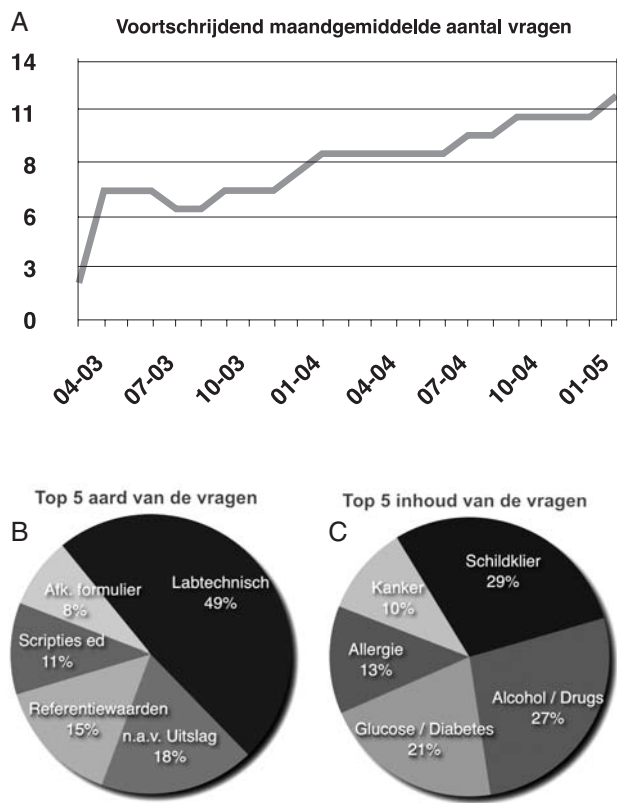 A
Voortschrijdend maandgemiddelde aantal vragen
14
11
8
6
3
0
04-03
07-03
10-03
01-04
04-04
07-04
10-04
01-05
Top 5 aard van de vragen
B
Labtechnisch
49%
n.a.v. Uitslag
18%
Referentiewaarden
15%
Scripties ed
11%
Afk. formulier
8%
Top 5 inhoud van de vragen
C
Schildklier
29%
Alcohol / Drugs
27%
Glucose / Diabetes
21%
Allergie
13%
Kanker
10%